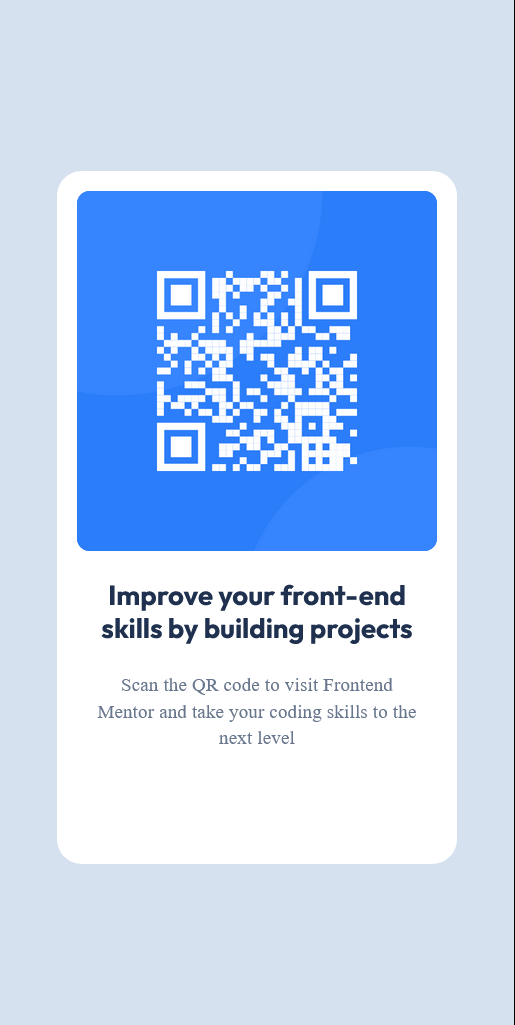 Improve your front-end
skills by building projects
Scan the QR code to visit Frontend
Mentor and take your coding skills to the
next level